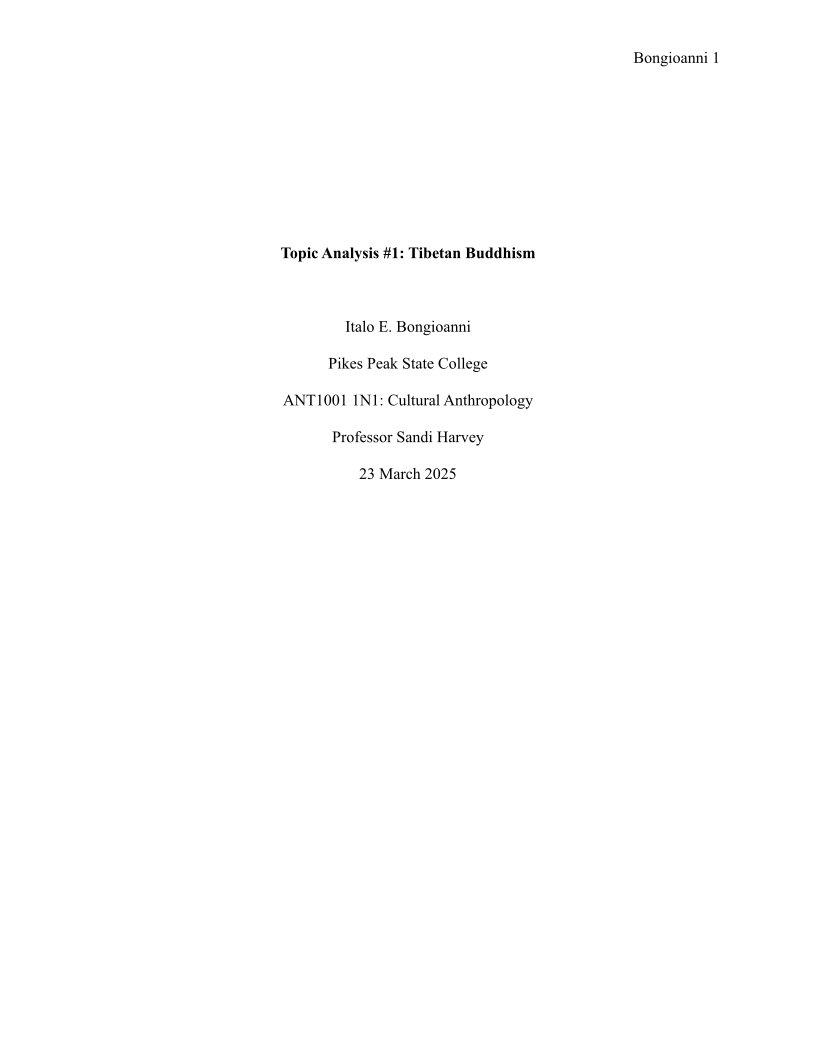 Bongioanni 1
Topic Analysis #1: Tibetan Buddhism
Italo E. Bongioanni
Pikes Peak State College
ANT1001 1N1: Cultural Anthropology
Professor Sandi Harvey
23 March 2025